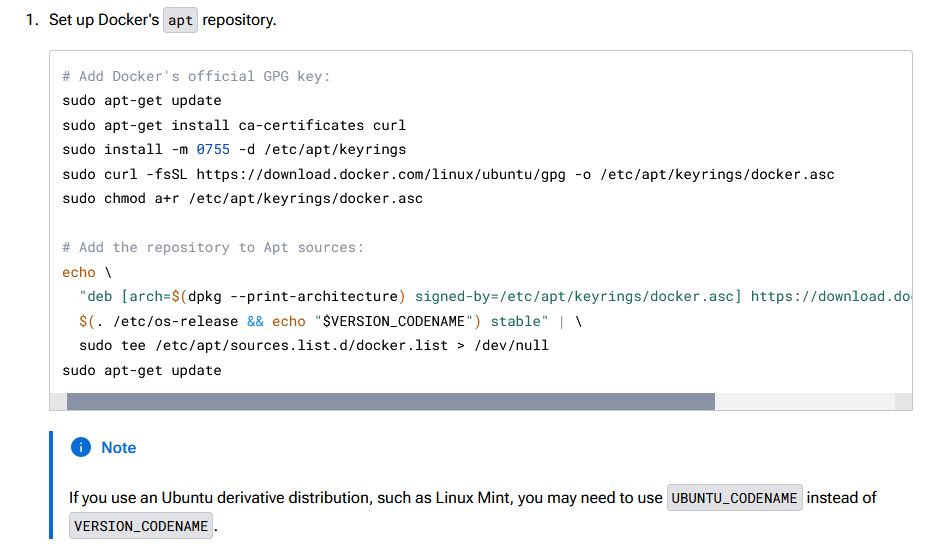 1. Set up Docker's apt repository.
# Add Docker's official GPG key:
sudo apt-get update
sudo apt-get install ca-certificates curl
sudo install -m 0755 -d /etc/apt/keyrings
sudo curl -fsSL https://download.docker.com/linux/ubuntu/gpg -o /etc/apt/keyrings/docker.asc
sudo chmod a+r /etc/apt/keyrings/docker.asc
# Add the repository to Apt sources:
echo \
"deb [arch=$(dpkg --print-architecture) signed-by=/etc/apt/keyrings/docker.asc] https://download.do
$(. /etc/os-release && echo "$VERSION_CODENAME") stable" | \
sudo tee /etc/apt/sources.list.d/docker.list > /dev/null
sudo apt-get update
Note
If you use an Ubuntu derivative distribution, such as Linux Mint, you may need to use UBUNTU_CODENAME instead of
VERSION_CODENAME.